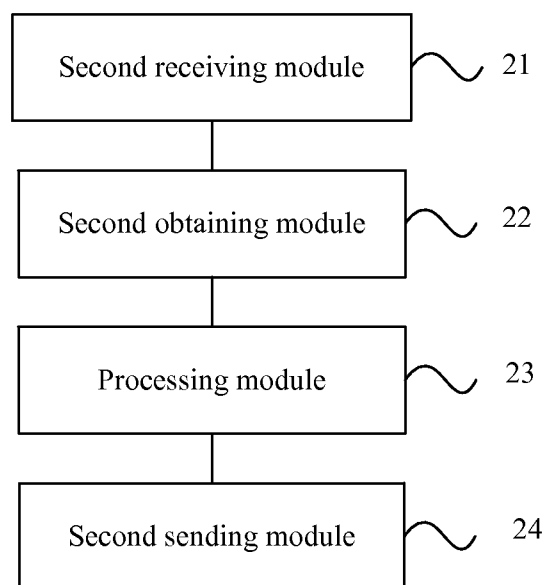 Second receiving module 21
Second obtaining module 22
Processing module 23
Second sending module 24